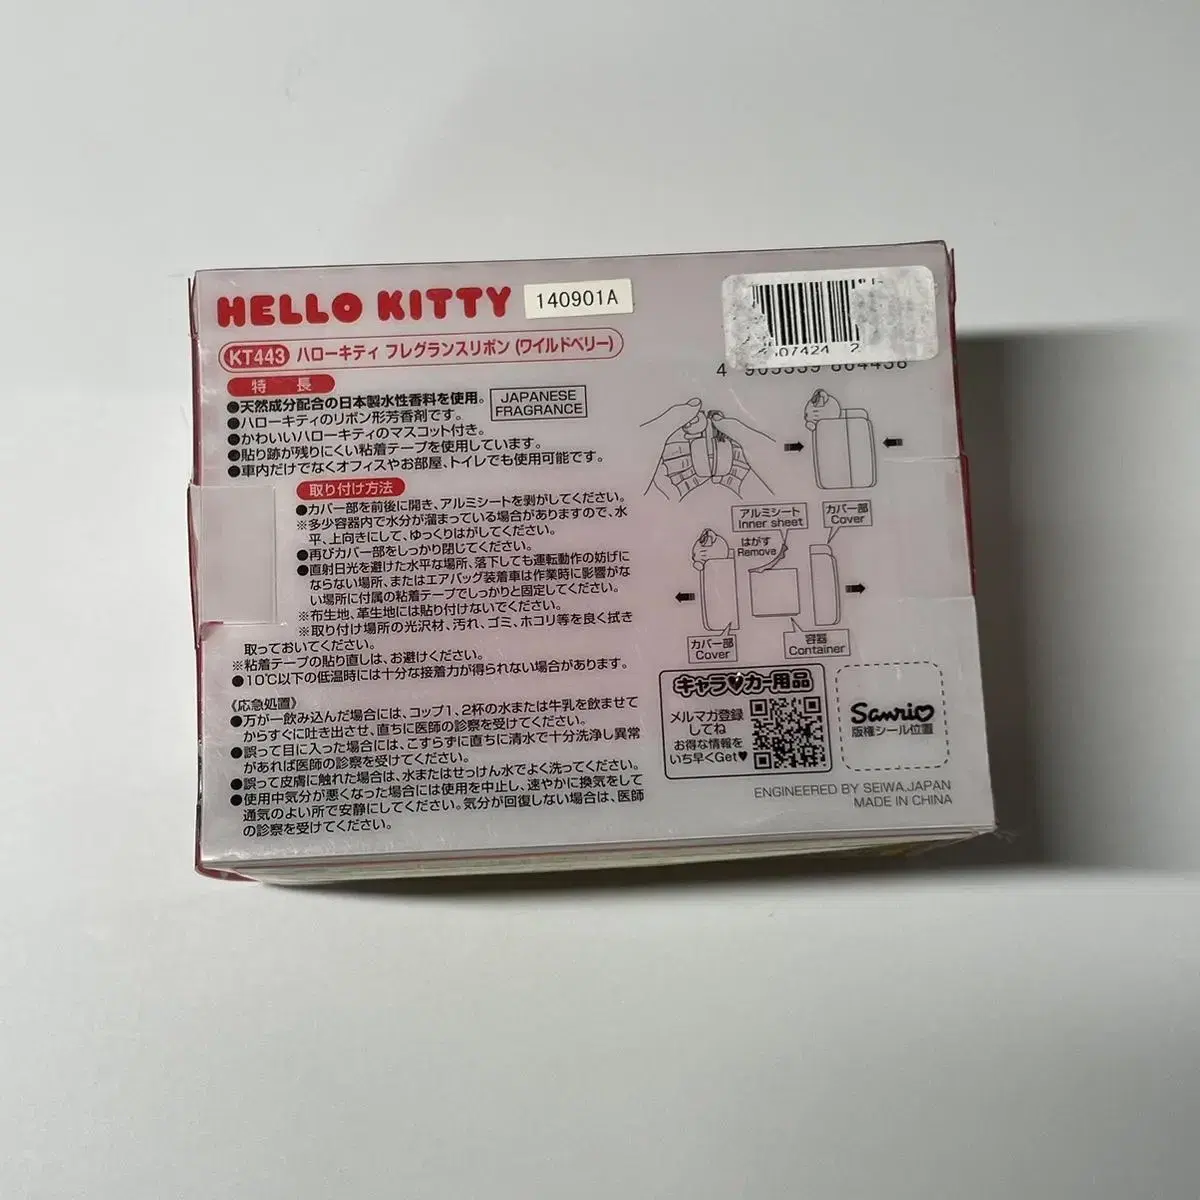 HELLO KITTY
140901A
KT443 ハローキティ フレグランスリボン (ワイルドベリー)
特 長
●天然成分配合の日本製水性香料を使用。
JAPANESE
FRAGRANCE
●ハローキティのリボン形芳香剤です。
●かわいいハローキティのマスコット付き。
●貼り跡が残りにくい粘着テープを使用しています。
●車内だけでなくオフィスやお部屋、トイレでも使用可能です。
取り付け方法
●カバー部を前後に開き、アルミシートを剥がしてください。
※多少容器内で水分が溜まっている場合がありますので、水
平、上向きにして、ゆっくりはがしてください。
●再びカバー部をしっかり閉じてください。
●直射日光を避けた水平な場所、落下しても運転動作の妨げに
ならない場所、またはエアバッグ装着車は作業時に影響がな
い場所に付属の粘着テープでしっかりと固定してください。
※布生地、革生地には貼り付けないでください。
※取り付け場所の光沢材、汚れ、ゴミ、ホコリ等を良く拭き
取っておいてください。
※粘着テープの貼り直しは、お避けください。
●10℃以下の低温時には十分な接着力が得られない場合があります。
《応急処置》
●万が一飲み込んだ場合には、コップ1、2杯の水または牛乳を飲ませて
からすぐに吐き出させ、直ちに医師の診察を受けてください。
●誤って目に入った場合には、こすらずに直ちに清水で十分洗浄し異常
があれば医師の診察を受けてください。
●誤って皮膚に触れた場合は、水またはせっけん水でよく洗ってください。
●使用中気分が悪くなった場合には使用を中止し、速やかに換気をして
通気のよい所で安静にしてください。気分が回復しない場合は、医師
の診察を受けてください。
07424 2
アルミシート
Inner sheet
カバー部
Cover
はがす
Remove
カバー部
Cover
容器
Container
キャラ♥カー用品
メルマガ登録
してね
お得な情報を
いち早くGet♥
Sanrio
版権シール位置
ENGINEERED BY SEIWA.JAPAN
MADE IN CHINA